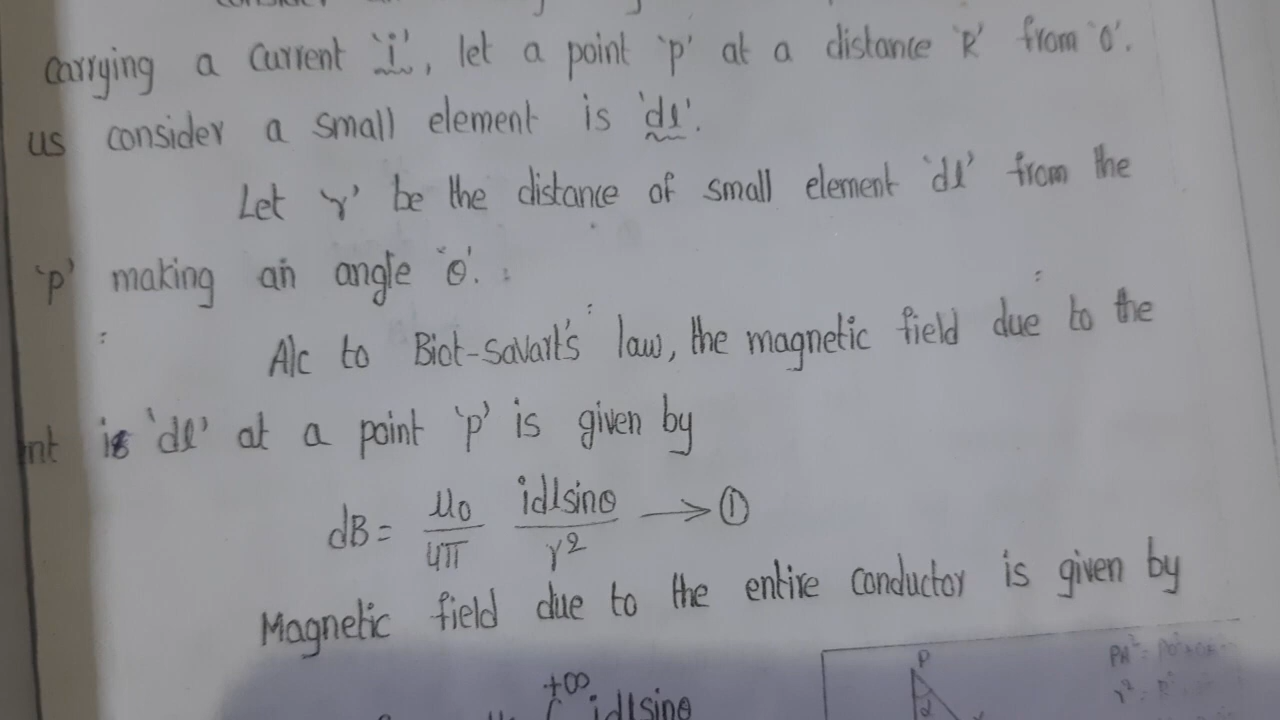 carrying a current 'i', let a point 'p' at a distance 'R' from 'o'.
us consider a small element is 'dl'.
Let 'r' be the distance of small element 'dl' from the
'p' making an angle 'θ'.
A/c to Biot-savart's law, the magnetic field due to the
nt is 'dl' at a point 'p' is given by
dB = μ0/4π idlsinθ/r² → ①
Magnetic field due to the entire conductor is given by
P
+∞
idlsinθ
α